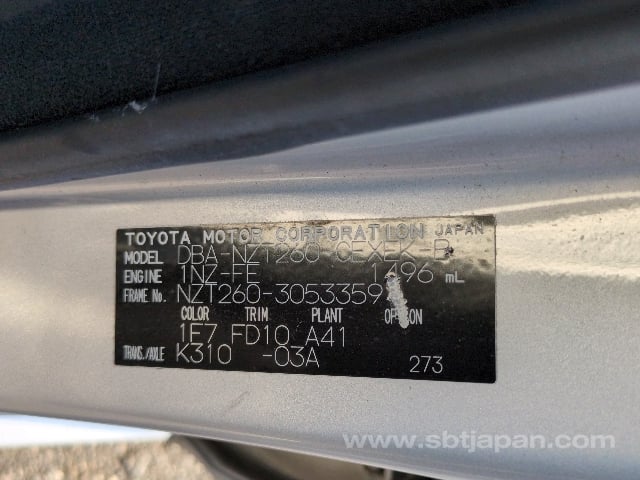 TOYOTA MOTOR CORPORATION JAPAN
MODEL DBA-NZT260-CEXEK-B
ENGINE 1NZ-FE 1496 mL
FRAME No. NZT260-3053359
COLOR TRIM PLANT OPTION
1E7 FD10 A41
TRANS./AXLE K310 -03A 273
www.sbtjapan.com